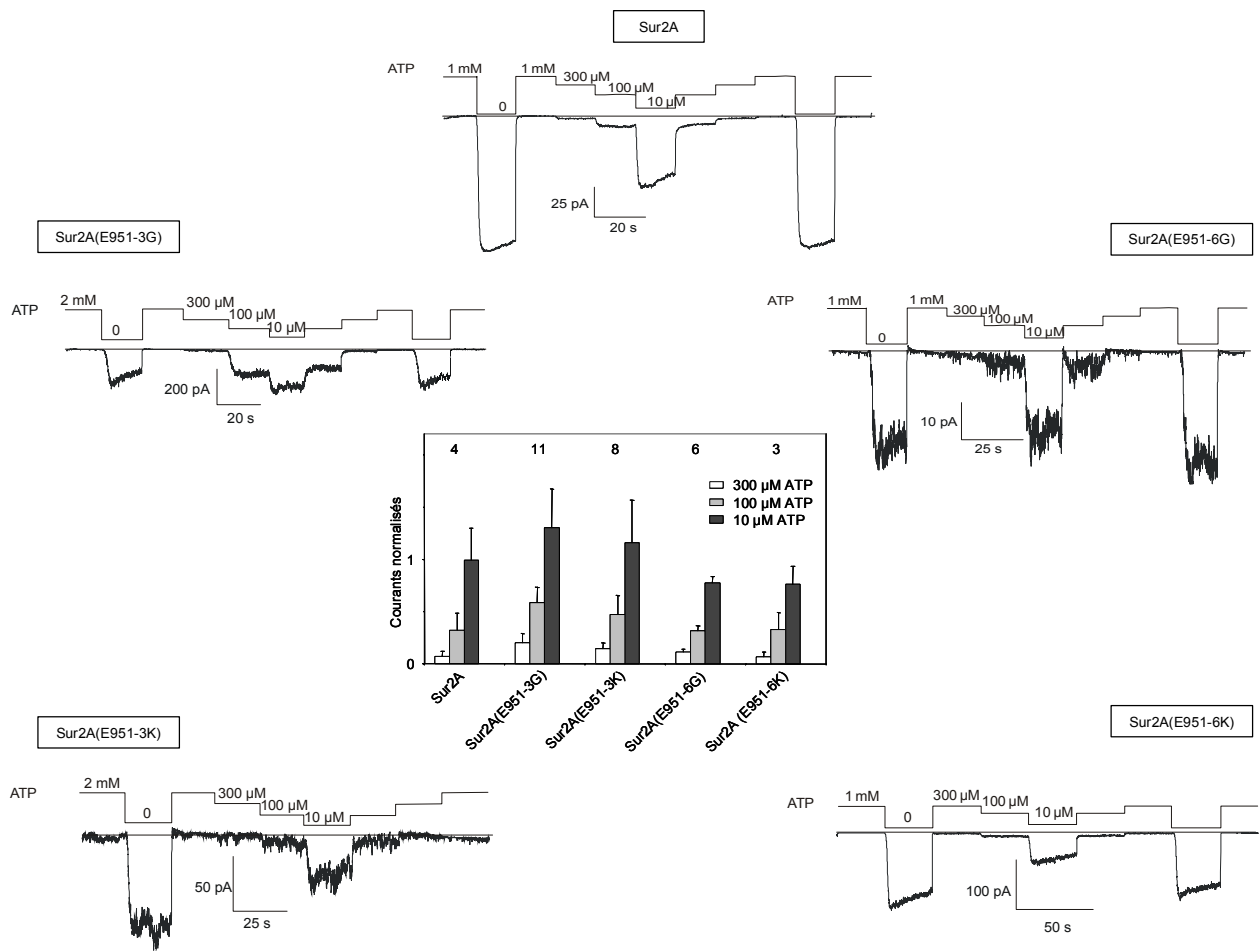 Sur2A
ATP
1 mM
0
1 mM
300 µM
100 µM
10 µM
25 pA
20 s
Sur2A(E951-3G)
ATP
2 mM
0
300 µM
100 µM
10 µM
200 pA
20 s
Sur2A(E951-6G)
ATP
1 mM
0
1 mM
300 µM
100 µM
10 µM
10 pA
25 s
4 11 8 6 3
300 µM ATP
100 µM ATP
10 µM ATP
Courants normalisés
1
0
Sur2A
Sur2A(E951-3G)
Sur2A(E951-3K)
Sur2A(E951-6G)
Sur2A (E951-6K)
Sur2A(E951-3K)
ATP
2 mM
0
300 µM
100 µM
10 µM
50 pA
25 s
Sur2A(E951-6K)
ATP
1 mM
0
300 µM
100 µM
10 µM
100 pA
50 s